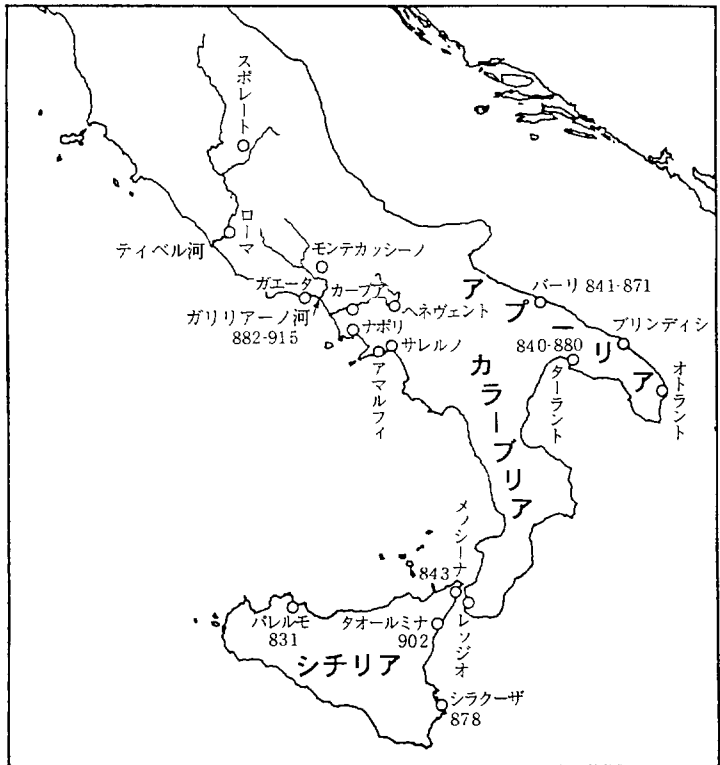 スポレート
ローマ
ティベル河
モンテカッシーノ
ガエータ
カープア
ヘネヴェント
ガリリアーノ河
882-915
ナポリ
サレルノ
アマルフィ
アプーリア
バーリ 841-871
ブリンディシ
840-880
ターラント
オトラント
カラーブリア
メッシーナ
843
レッジオ
パレルモ
831
タオールミナ
902
シチリア
シラクーザ
878